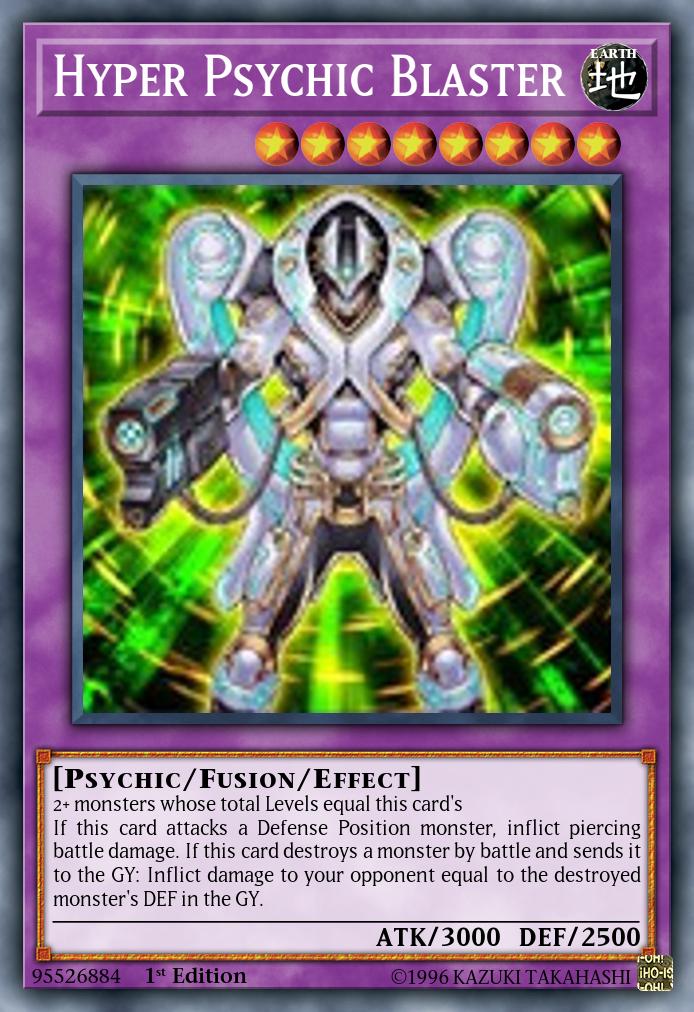 Hyper Psychic Blaster
EARTH
地
[Psychic/Fusion/Effect]
2+ monsters whose total Levels equal this card's
If this card attacks a Defense Position monster, inflict piercing
battle damage. If this card destroys a monster by battle and sends it
to the GY: Inflict damage to your opponent equal to the destroyed
monster's DEF in the GY.
ATK/3000 DEF/2500
95526884 1st Edition ©1996 KAZUKI TAKAHASHI